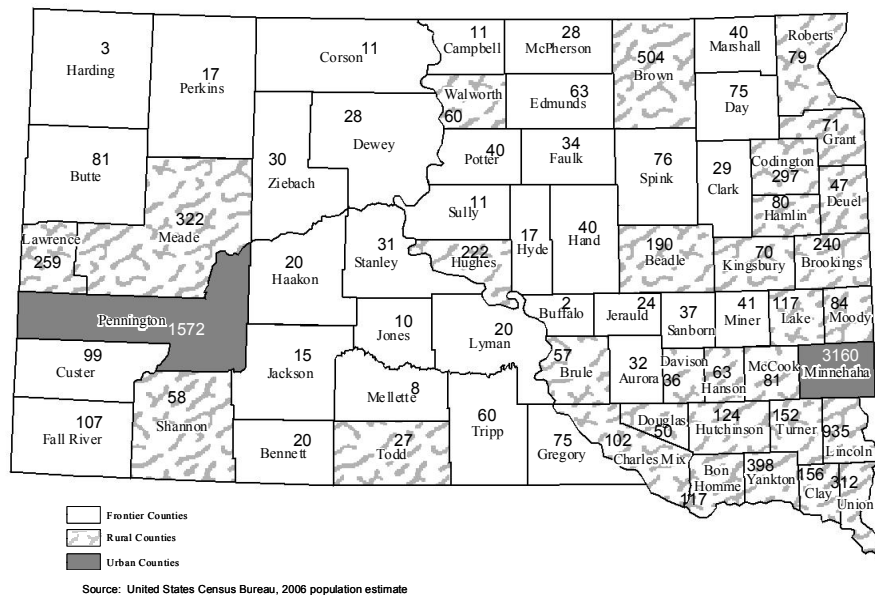 3
Harding
17
Perkins
Corson
11
11
Campbell
28
McPherson
504
Brown
40
Marshall
Roberts
79
Walworth
60
63
Edmunds
75
Day
28
Dewey
71
Grant
81
Butte
30
Ziebach
40
Potter
34
Faulk
76
Spink
29
Clark
Codington
297
47
Deuel
80
Hamlin
322
Meade
11
Sully
17
Hyde
40
Hand
Lawrence
259
20
Haakon
31
Stanley
222
Hughes
190
Beadle
70
Kingsbury
240
Brookings
Pennington
1572
10
Jones
20
Lyman
2
Buffalo
24
Jerauld
37
Sanborn
41
Miner
117
Lake
84
Moody
99
Custer
15
Jackson
57
Brule
32
Aurora
Davison
36
63
Hanson
McCook
81
3160
Minnehaha
8
Mellette
58
Shannon
107
Fall River
20
Bennett
27
Todd
60
Tripp
75
Gregory
102
Charles Mix
Douglas
50
124
Hutchinson
152
Turner
935
Lincoln
Bon
Homme
117
398
Yankton
156
Clay
312
Union
Frontier Counties
Rural Counties
Urban Counties
Source: United States Census Bureau, 2006 population estimate